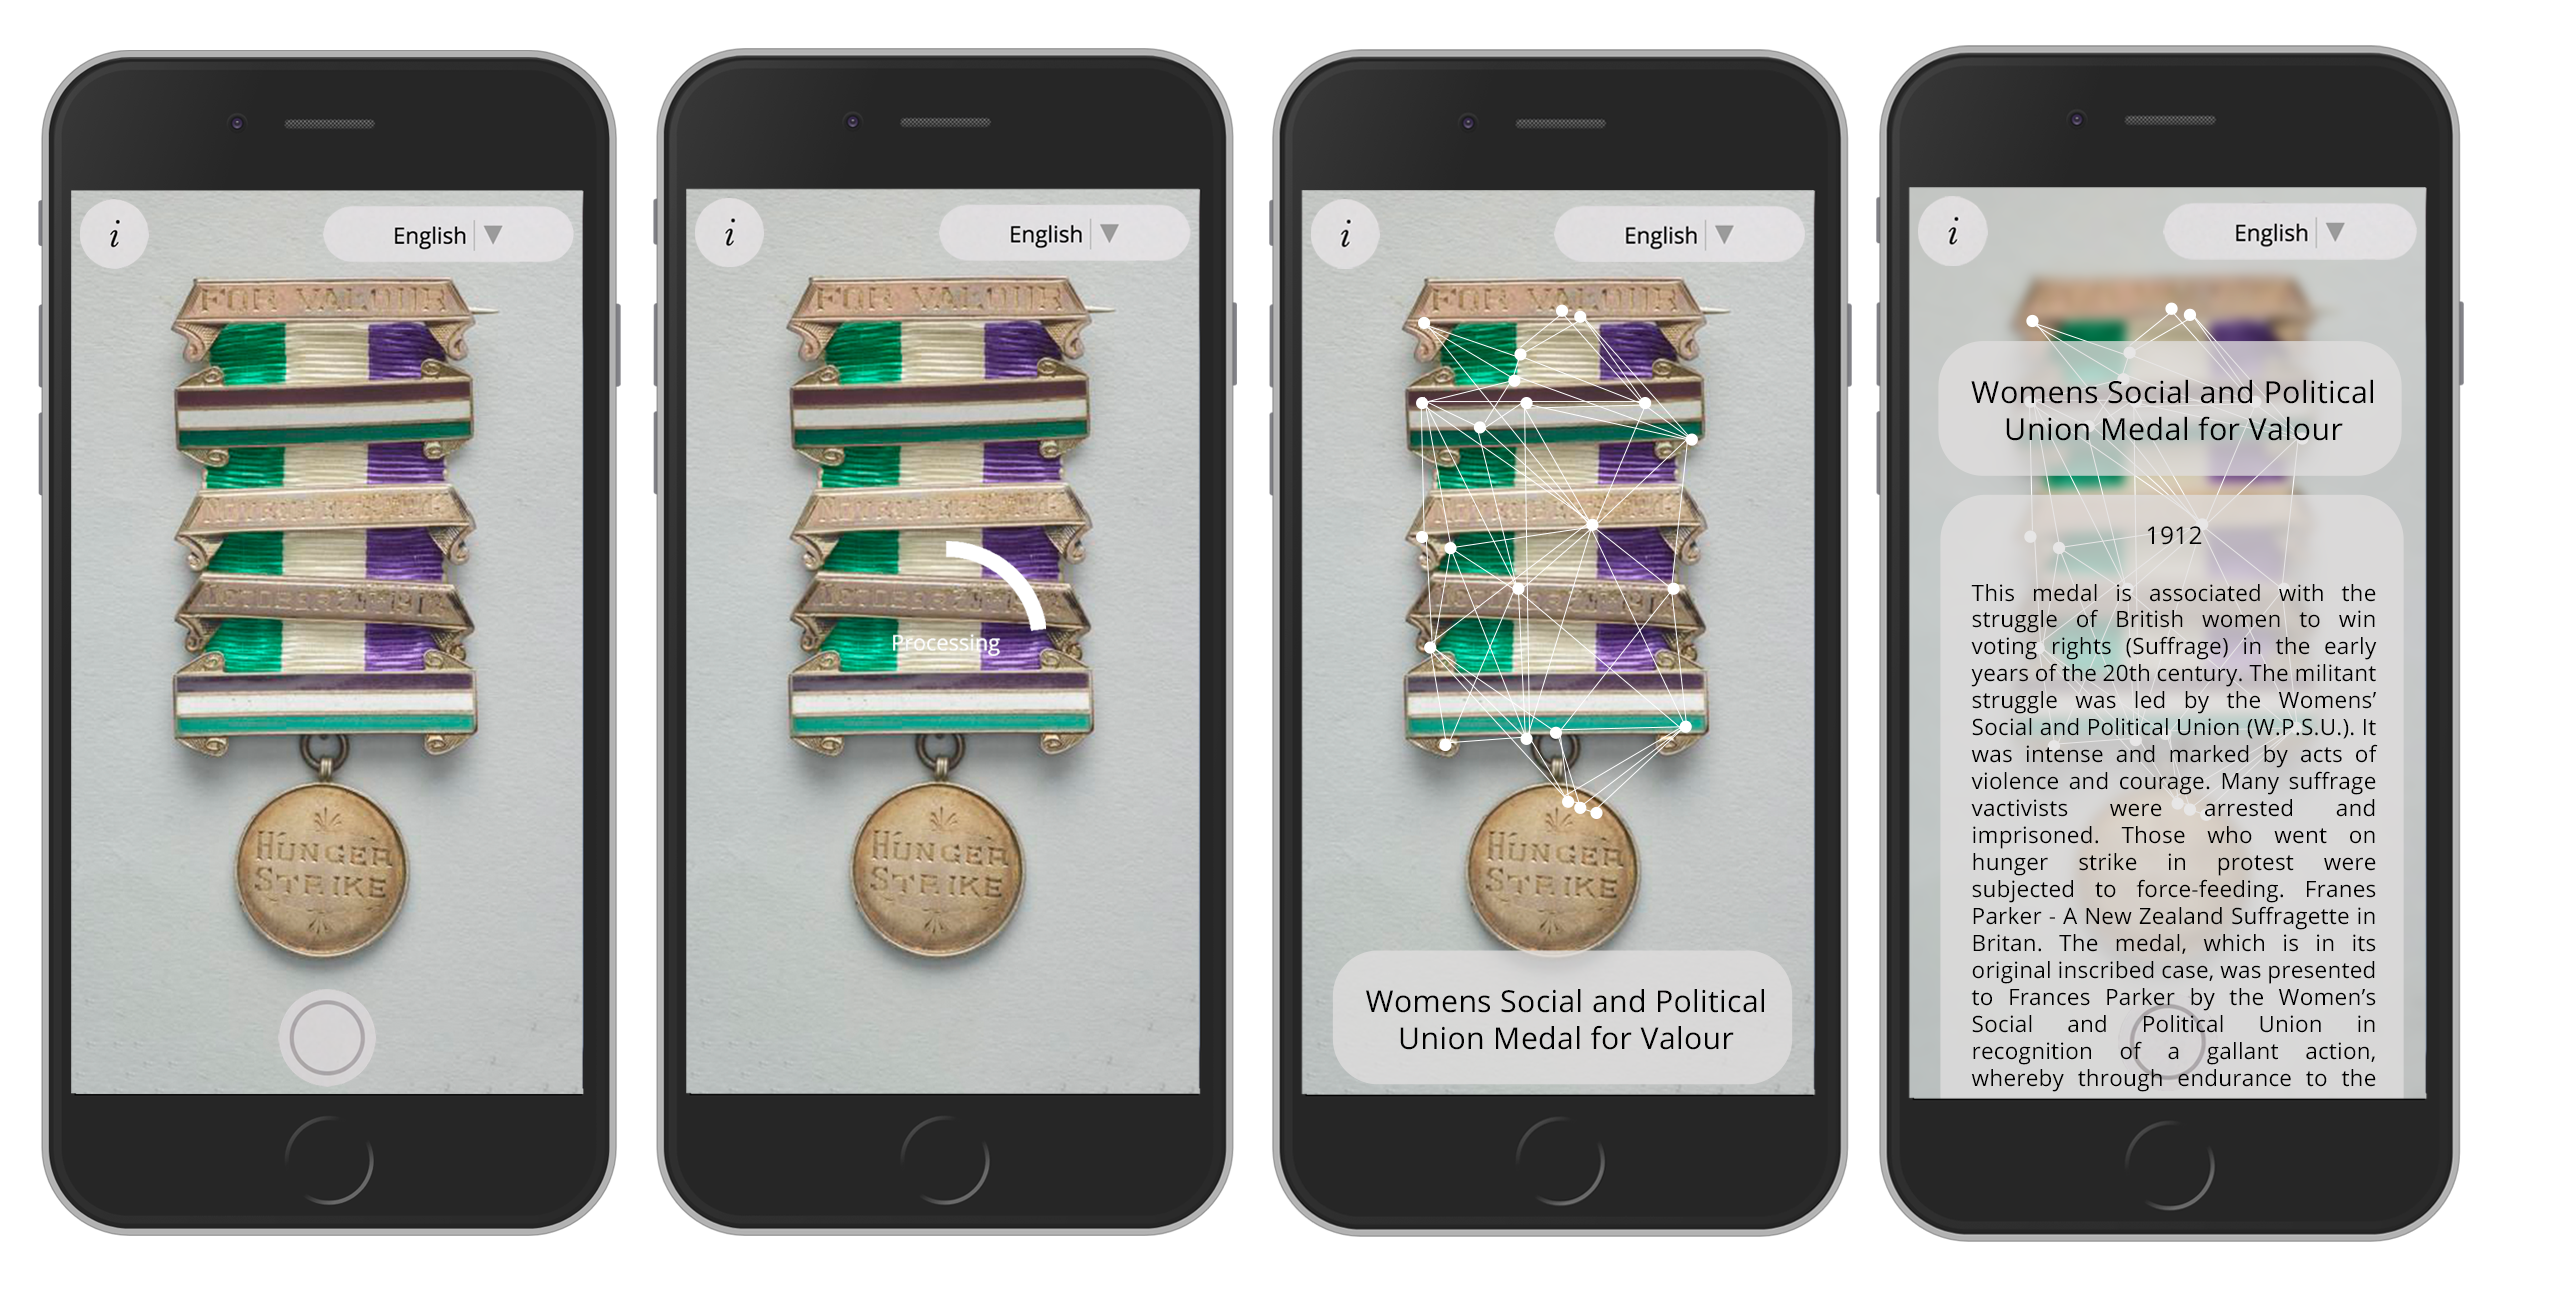 i
English
FOR VALOUR
HUNGER
STRIKE
i
English
FOR VALOUR
Processing
HUNGER
STRIKE
i
English
FOR VALOUR
HUNGER
STRIKE
Womens Social and Political
Union Medal for Valour
i
English
Womens Social and Political
Union Medal for Valour
1912
This medal is associated with the
struggle of British women to win
voting rights (Suffrage) in the early
years of the 20th century. The militant
struggle was led by the Womens’
Social and Political Union (W.P.S.U.). It
was intense and marked by acts of
violence and courage. Many suffrage
vactivists were arrested and
imprisoned. Those who went on
hunger strike in protest were
subjected to force-feeding. Franes
Parker - A New Zealand Suffragette in
Britan. The medal, which is in its
original inscribed case, was presented
to Frances Parker by the Women’s
Social and Political Union in
recognition of a gallant action,
whereby through endurance to the